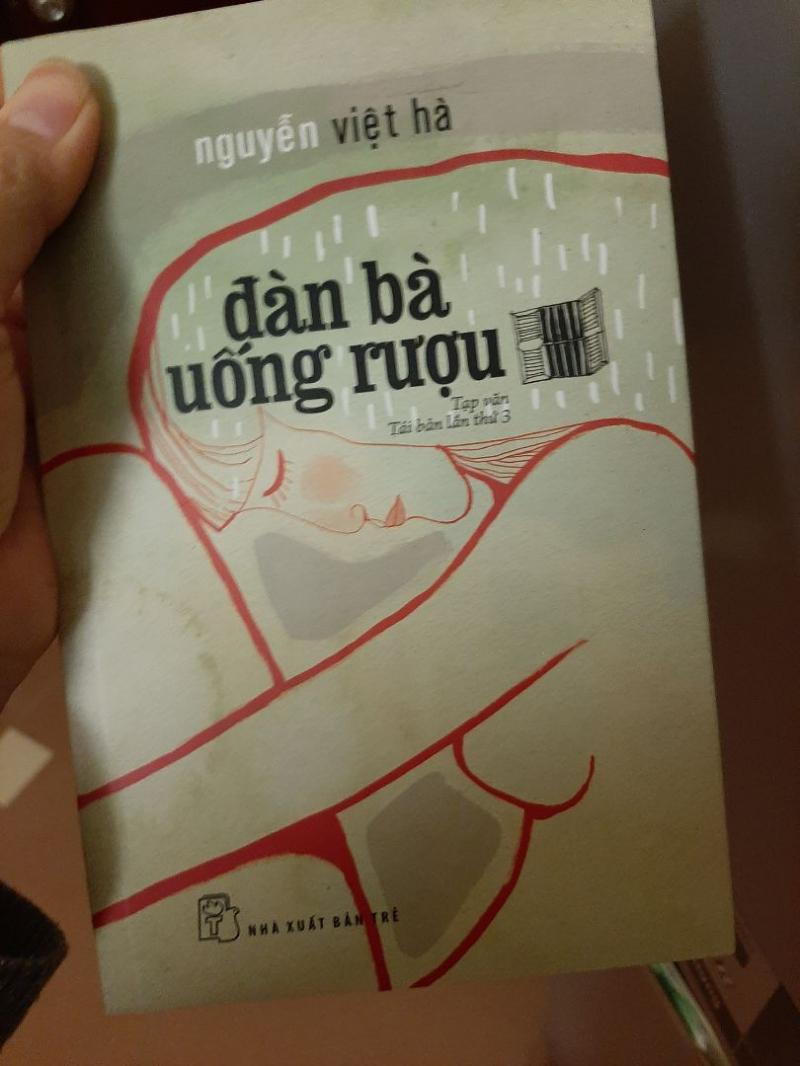 nguyễn việt hà
đàn bà
uống rượu
Tạp văn
Tái bản lần thứ 3
NHÀ XUẤT BẢN TRẺ